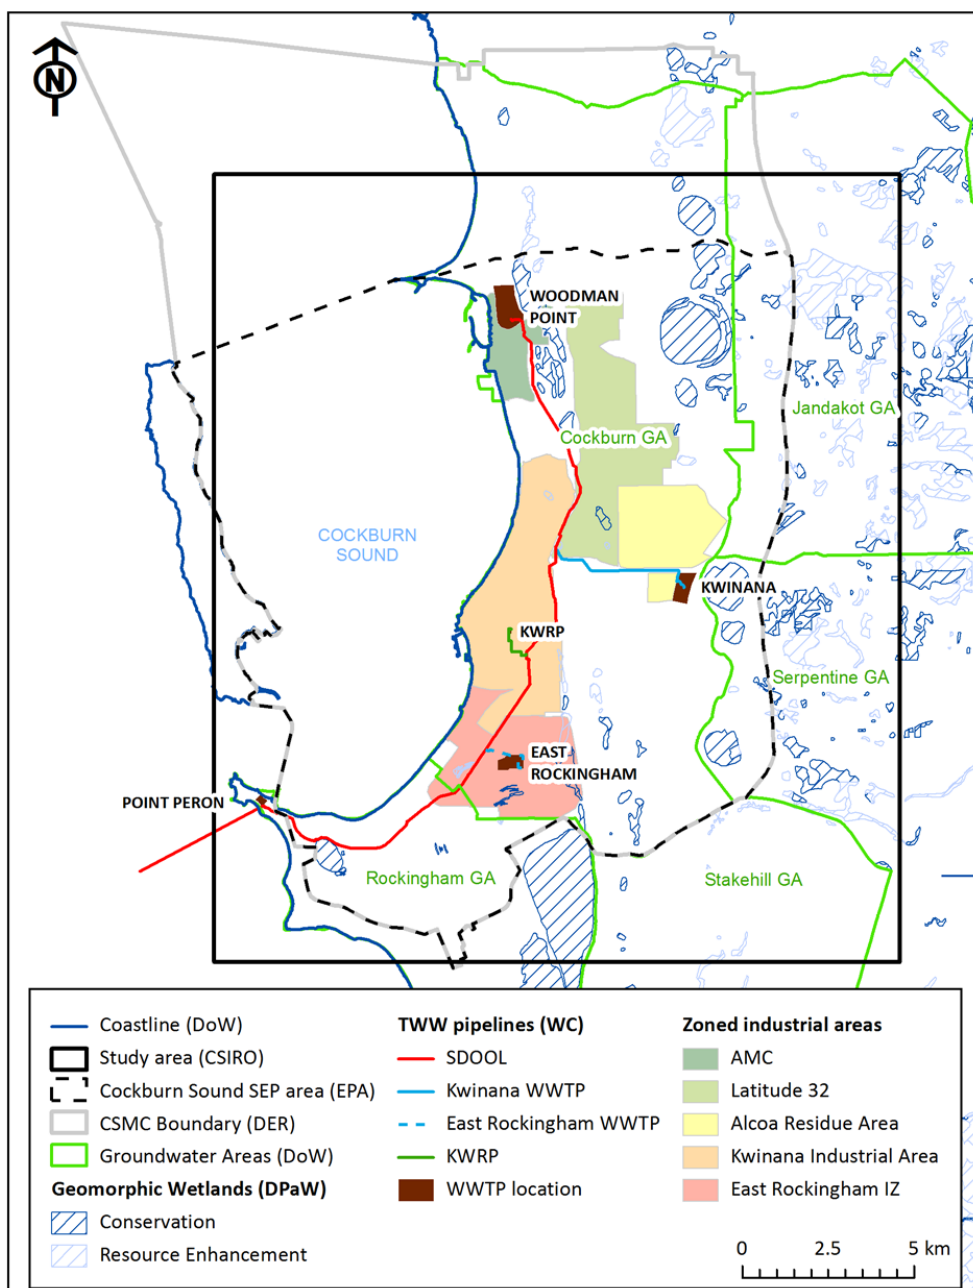 N
WOODMAN
POINT
Jandakot GA
Cockburn GA
COCKBURN
SOUND
KWINANA
KWRP
Serpentine GA
EAST
ROCKINGHAM
POINT PERON
Rockingham GA
Stakehill GA
Coastline (DoW)
Study area (CSIRO)
Cockburn Sound SEP area (EPA)
CSMC Boundary (DER)
Groundwater Areas (DoW)
Geomorphic Wetlands (DPaW)
Conservation
Resource Enhancement
TWW pipelines (WC)
SDOOL
Kwinana WWTP
East Rockingham WWTP
KWRP
WWTP location
Zoned industrial areas
AMC
Latitude 32
Alcoa Residue Area
Kwinana Industrial Area
East Rockingham IZ
0 2.5 5 km